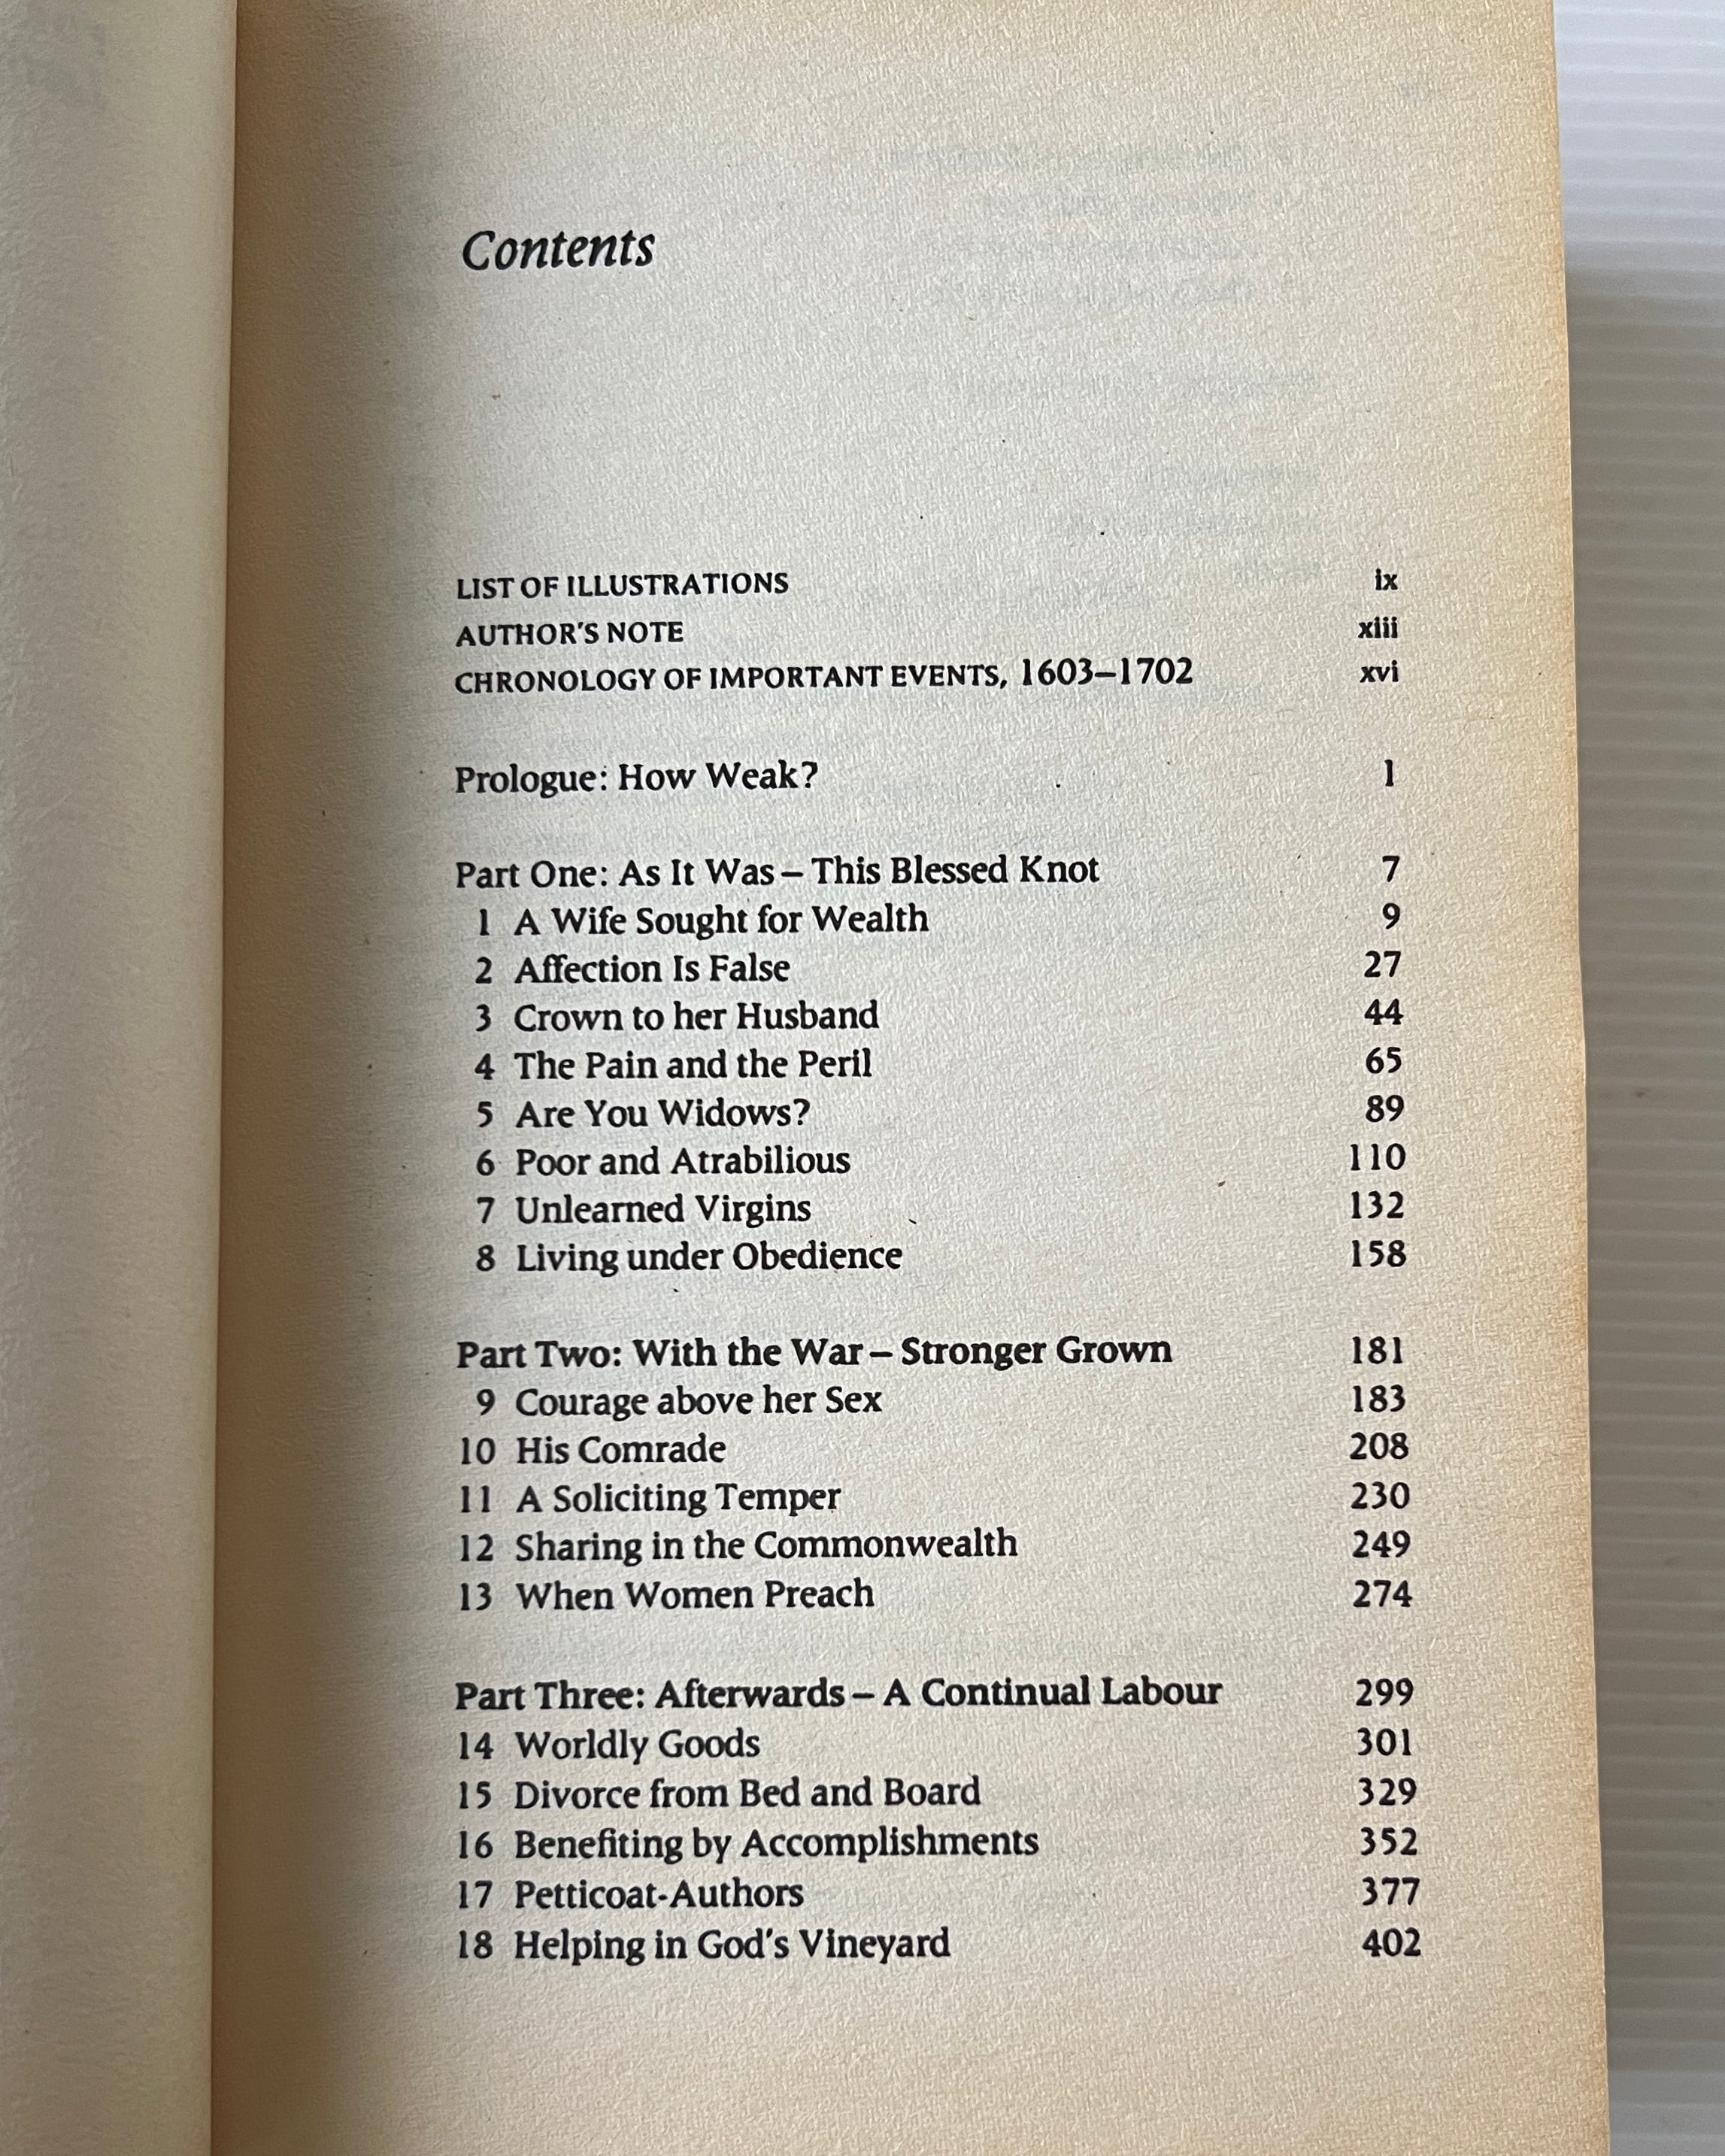 Contents
LIST OF ILLUSTRATIONS ix
AUTHOR'S NOTE xiii
CHRONOLOGY OF IMPORTANT EVENTS, 1603–1702 xvi
Prologue: How Weak? 1
Part One: As It Was – This Blessed Knot 7
1 A Wife Sought for Wealth 9
2 Affection Is False 27
3 Crown to her Husband 44
4 The Pain and the Peril 65
5 Are You Widows? 89
6 Poor and Atrabilious 110
7 Unlearned Virgins 132
8 Living under Obedience 158
Part Two: With the War – Stronger Grown 181
9 Courage above her Sex 183
10 His Comrade 208
11 A Soliciting Temper 230
12 Sharing in the Commonwealth 249
13 When Women Preach 274
Part Three: Afterwards – A Continual Labour 299
14 Worldly Goods 301
15 Divorce from Bed and Board 329
16 Benefiting by Accomplishments 352
17 Petticoat-Authors 377
18 Helping in God's Vineyard 402